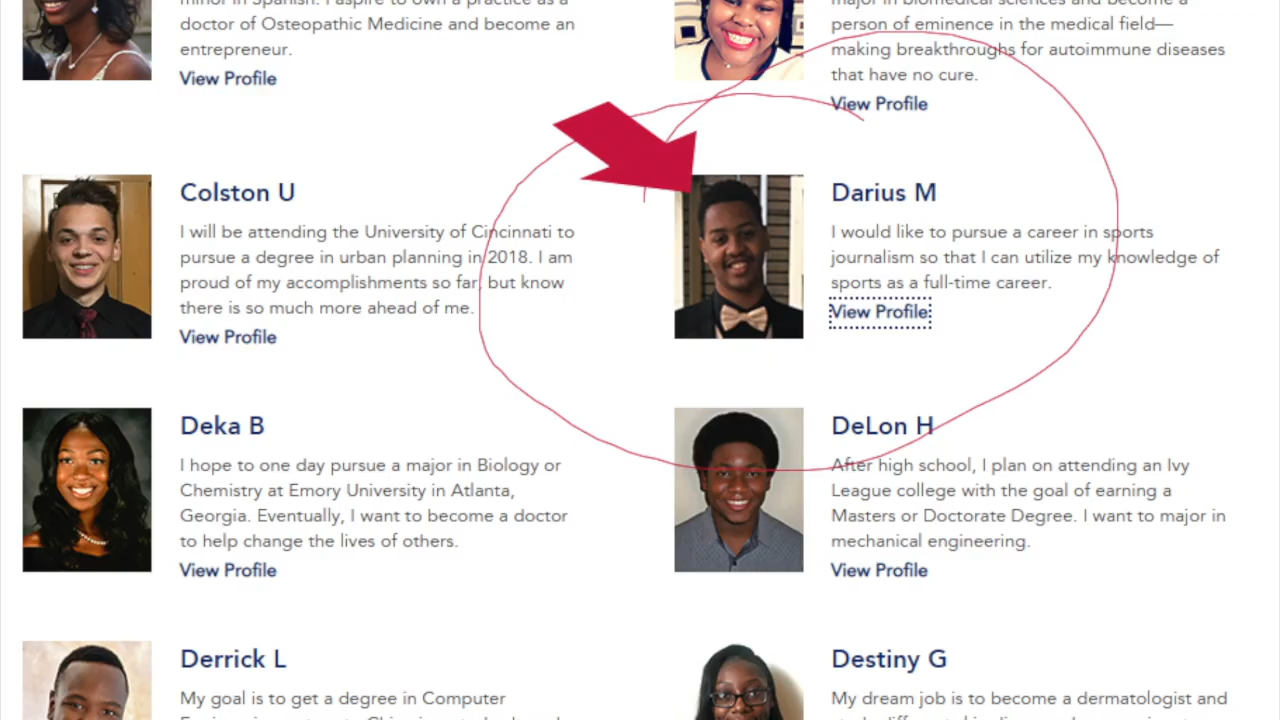 minor in Spanish. I aspire to own a practice as a
doctor of Osteopathic Medicine and become an
entrepreneur.
View Profile
major in biomedical sciences and become a
person of eminence in the medical field—
making breakthroughs for autoimmune diseases
that have no cure.
View Profile
Colston U
I will be attending the University of Cincinnati to
pursue a degree in urban planning in 2018. I am
proud of my accomplishments so far, but know
there is so much more ahead of me.
View Profile
Darius M
I would like to pursue a career in sports
journalism so that I can utilize my knowledge of
sports as a full-time career.
View Profile
Deka B
I hope to one day pursue a major in Biology or
Chemistry at Emory University in Atlanta,
Georgia. Eventually, I want to become a doctor
to help change the lives of others.
View Profile
DeLon H
After high school, I plan on attending an Ivy
League college with the goal of earning a
Masters or Doctorate Degree. I want to major in
mechanical engineering.
View Profile
Derrick L
My goal is to get a degree in Computer
Destiny G
My dream job is to become a dermatologist and